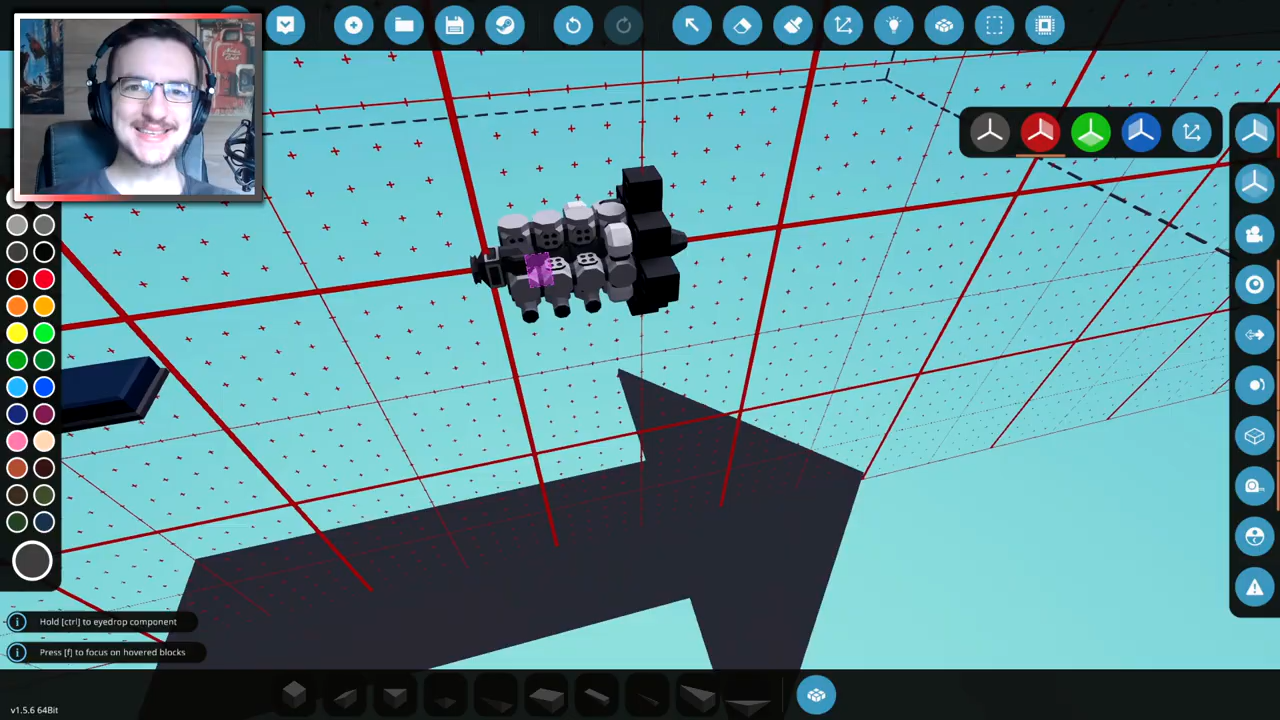 Hold [ctrl] to eyedrop component
Press [f] to focus on hovered blocks
v1.5.6 64Bit